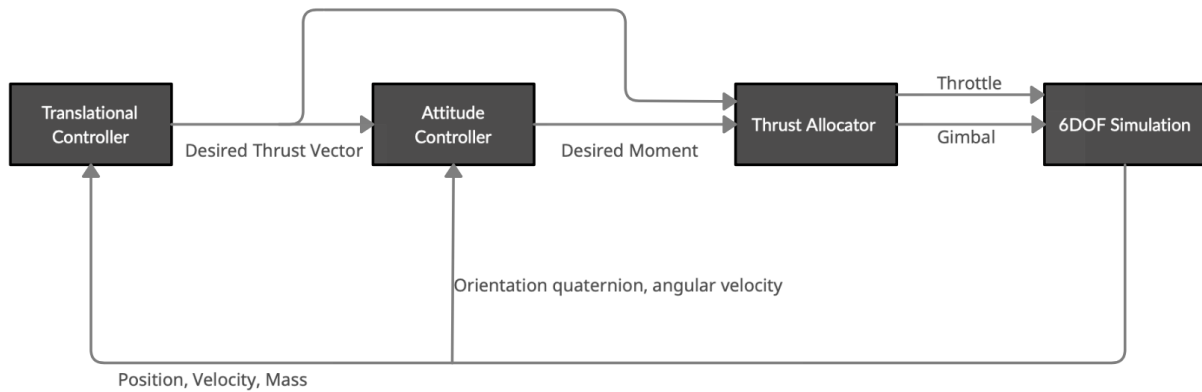 Translational
Controller
Desired Thrust Vector
Attitude
Controller
Desired Moment
Thrust Allocator
Throttle
Gimbal
6DOF Simulation
Orientation quaternion, angular velocity
Position, Velocity, Mass